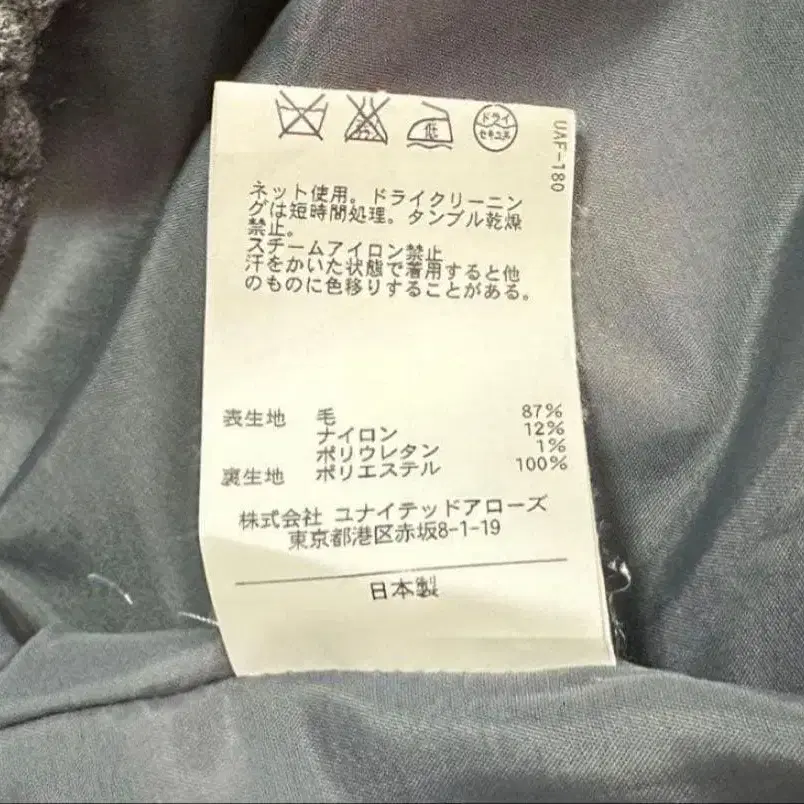 低
ドライ
セキユ系
UAF-180
ネット使用。ドライクリーニン
グは短時間処理。タンブル乾燥
禁止。
スチームアイロン禁止
汗をかいた状態で着用すると他
のものに色移りすることがある。
表生地 毛 87%
ナイロン 12%
ポリウレタン 1%
裏生地 ポリエステル 100%
株式会社 ユナイテッドアローズ
東京都港区赤坂8-1-19
日本製